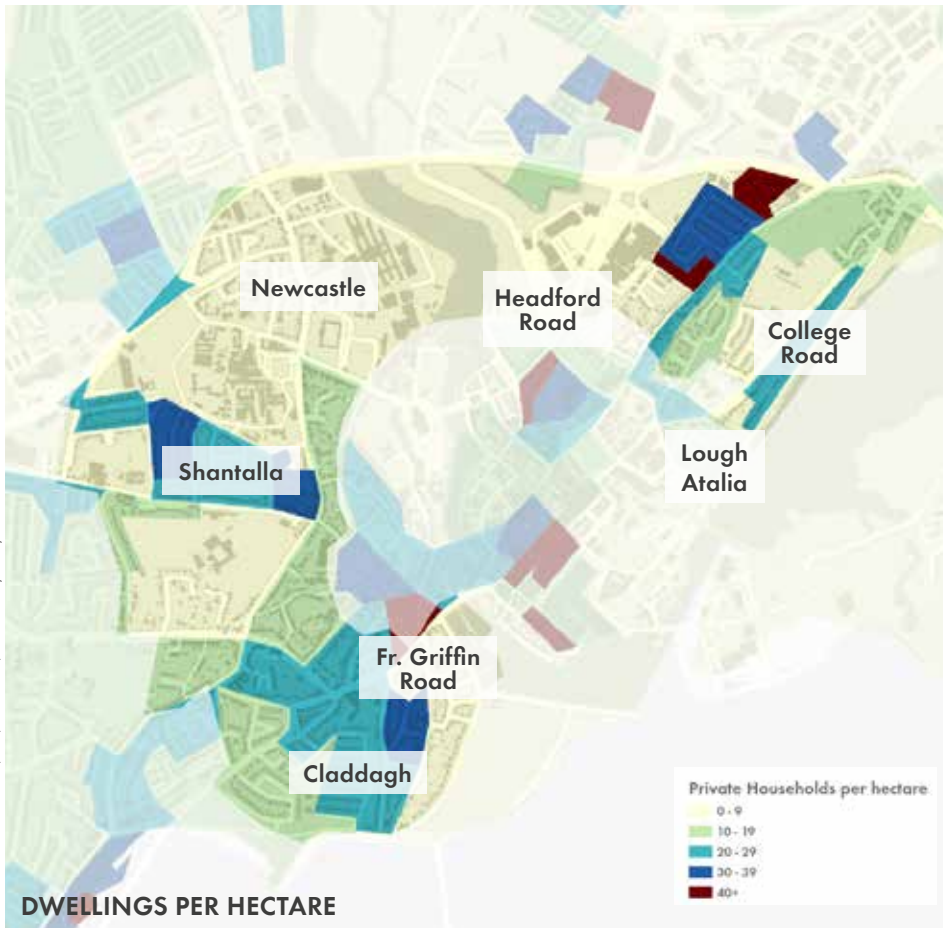 Newcastle
Headford
Road
College
Road
Shantalla
Lough
Atalia
Fr. Griffin
Road
Claddagh
Private Households per hectare
0 - 9
10 - 19
20 - 29
30 - 39
40+
DWELLINGS PER HECTARE